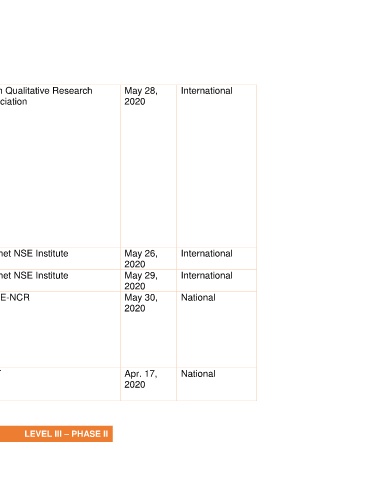 Qualitative Research May 28, International
ciation 2020
net NSE Institute May 26, International
2020
net NSE Institute May 29, International
2020
E-NCR May 30, National
2020
Apr. 17, National
2020
LEVEL III – PHASE II